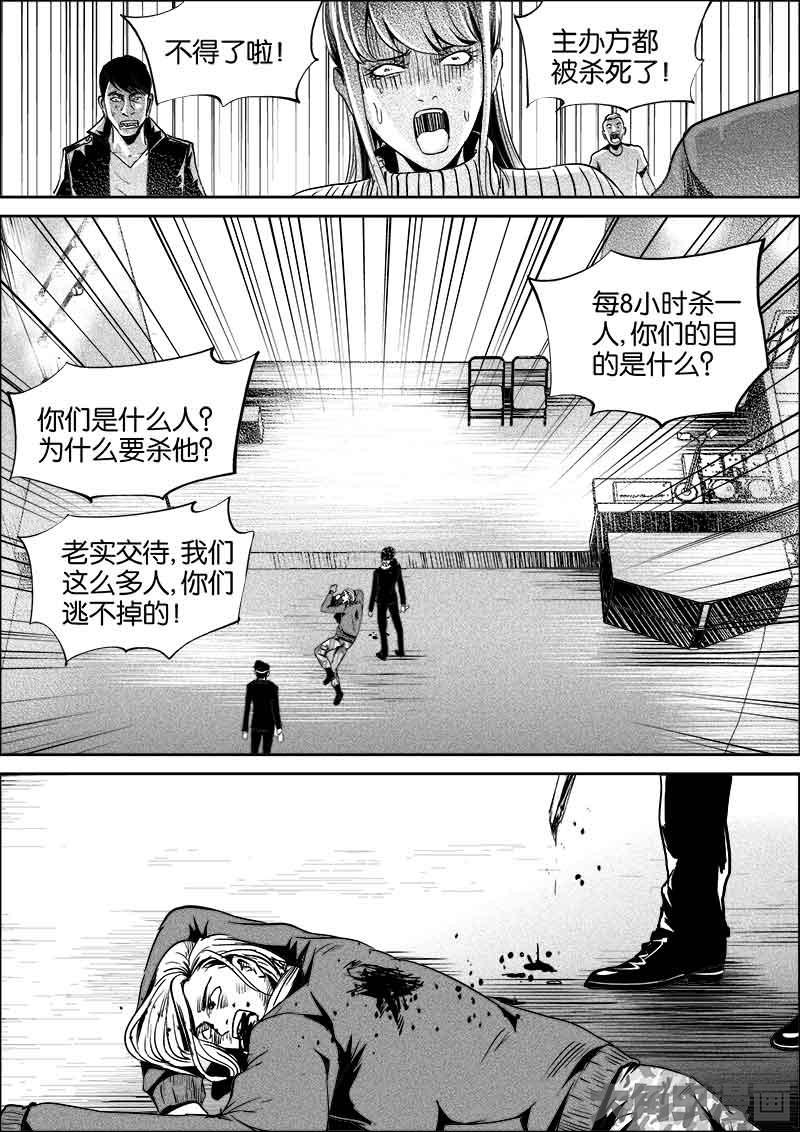 不得了啦！
主办方都
被杀死了！
每8小时杀一
人，你们的目
的是什么？
你们是什么人？
为什么要杀他？
老实交待，我们
这么多人，你们
逃不掉的！